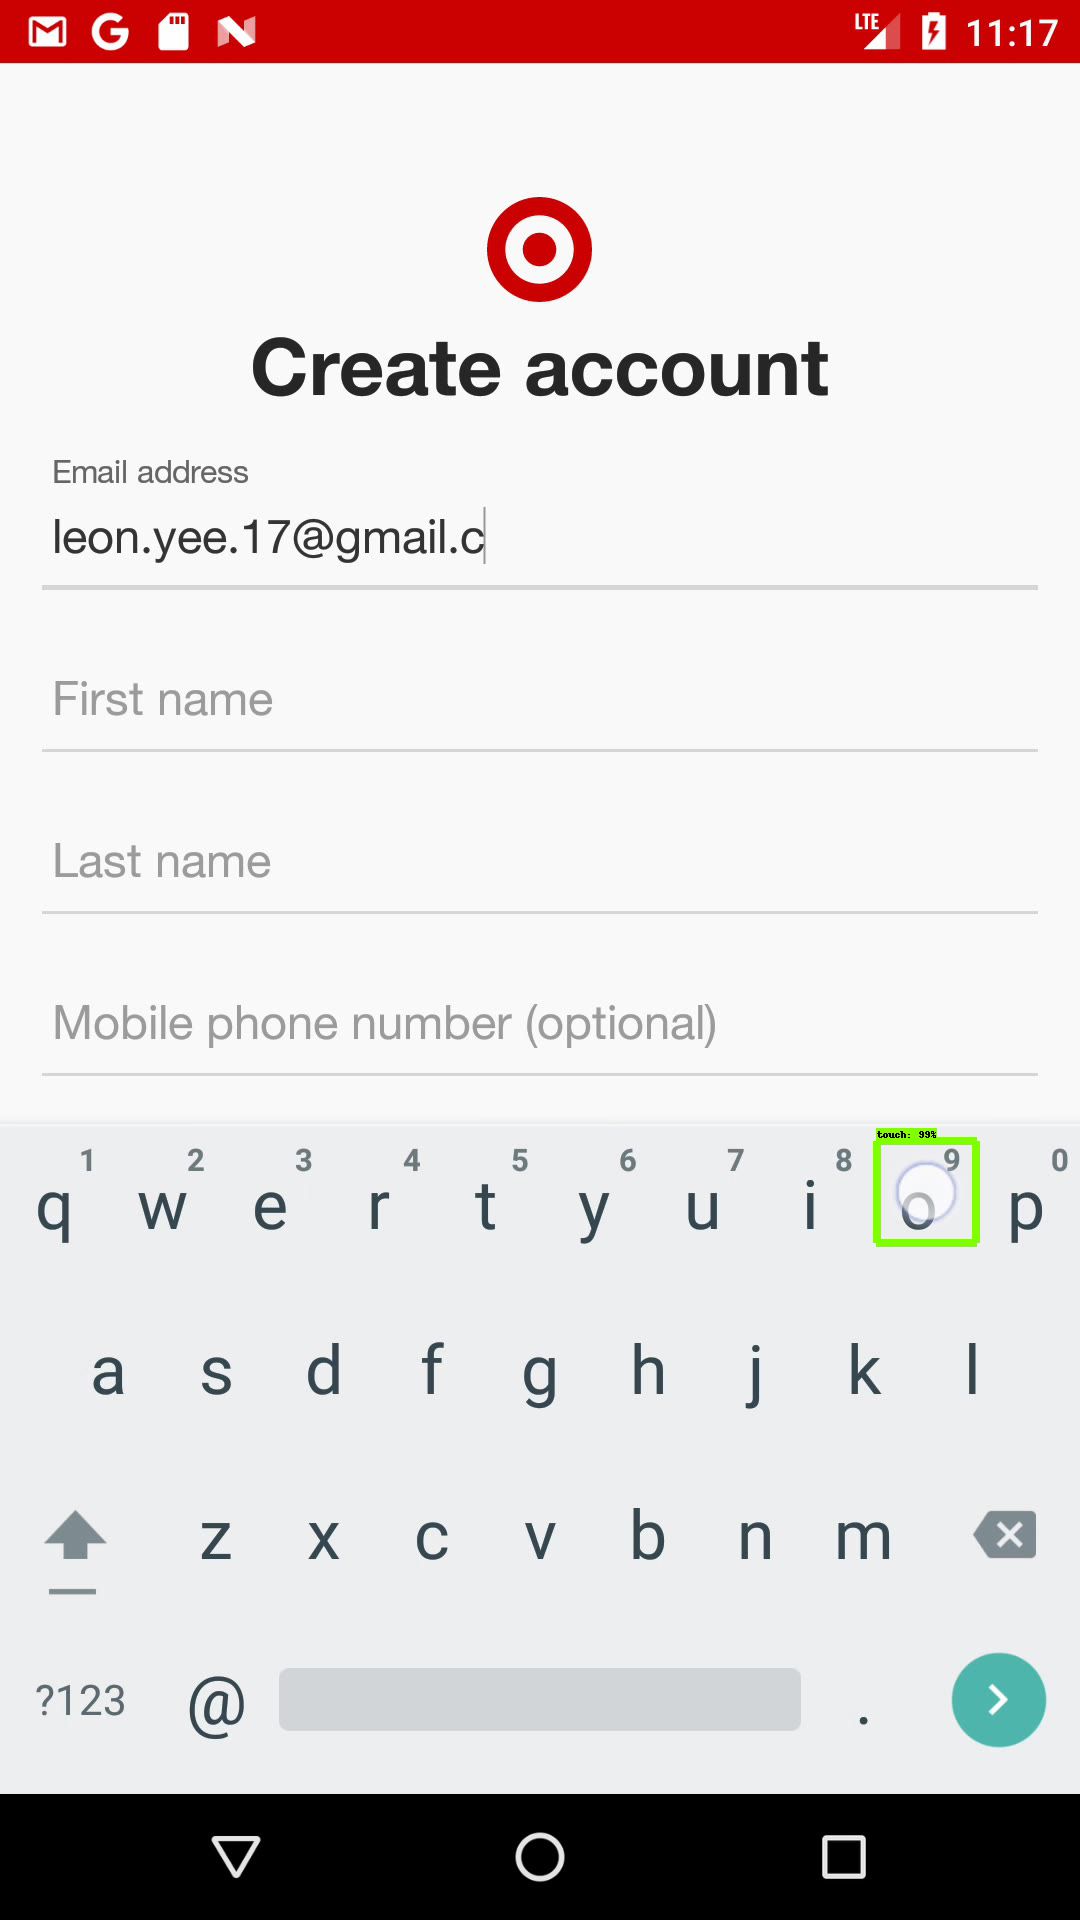 LTE 11:17
Create account
Email address
leon.yee.17@gmail.c
First name
Last name
Mobile phone number (optional)
touch: 99%
1 2 3 4 5 6 7 8 9 0
q w e r t y u i o p
a s d f g h j k l
z x c v b n m
?123 @ .